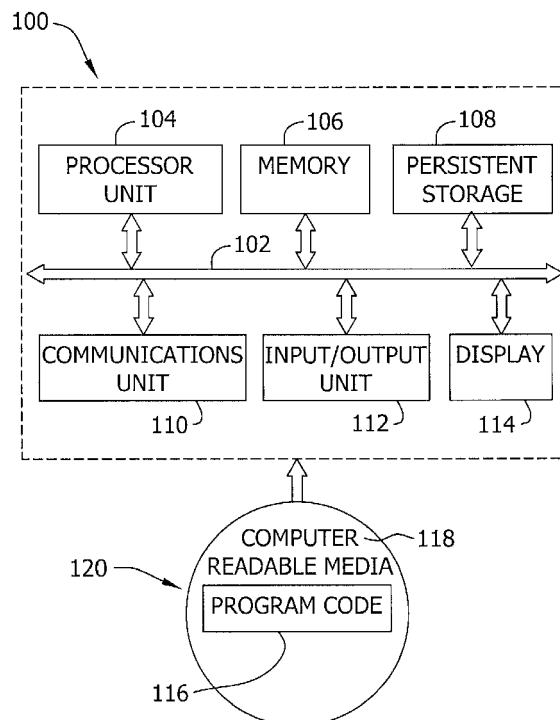 100
104
106
108
PROCESSOR
UNIT
MEMORY
PERSISTENT
STORAGE
102
COMMUNICATIONS
UNIT
INPUT/OUTPUT
UNIT
DISPLAY
110
112
114
COMPUTER
READABLE MEDIA
118
120
PROGRAM CODE
116